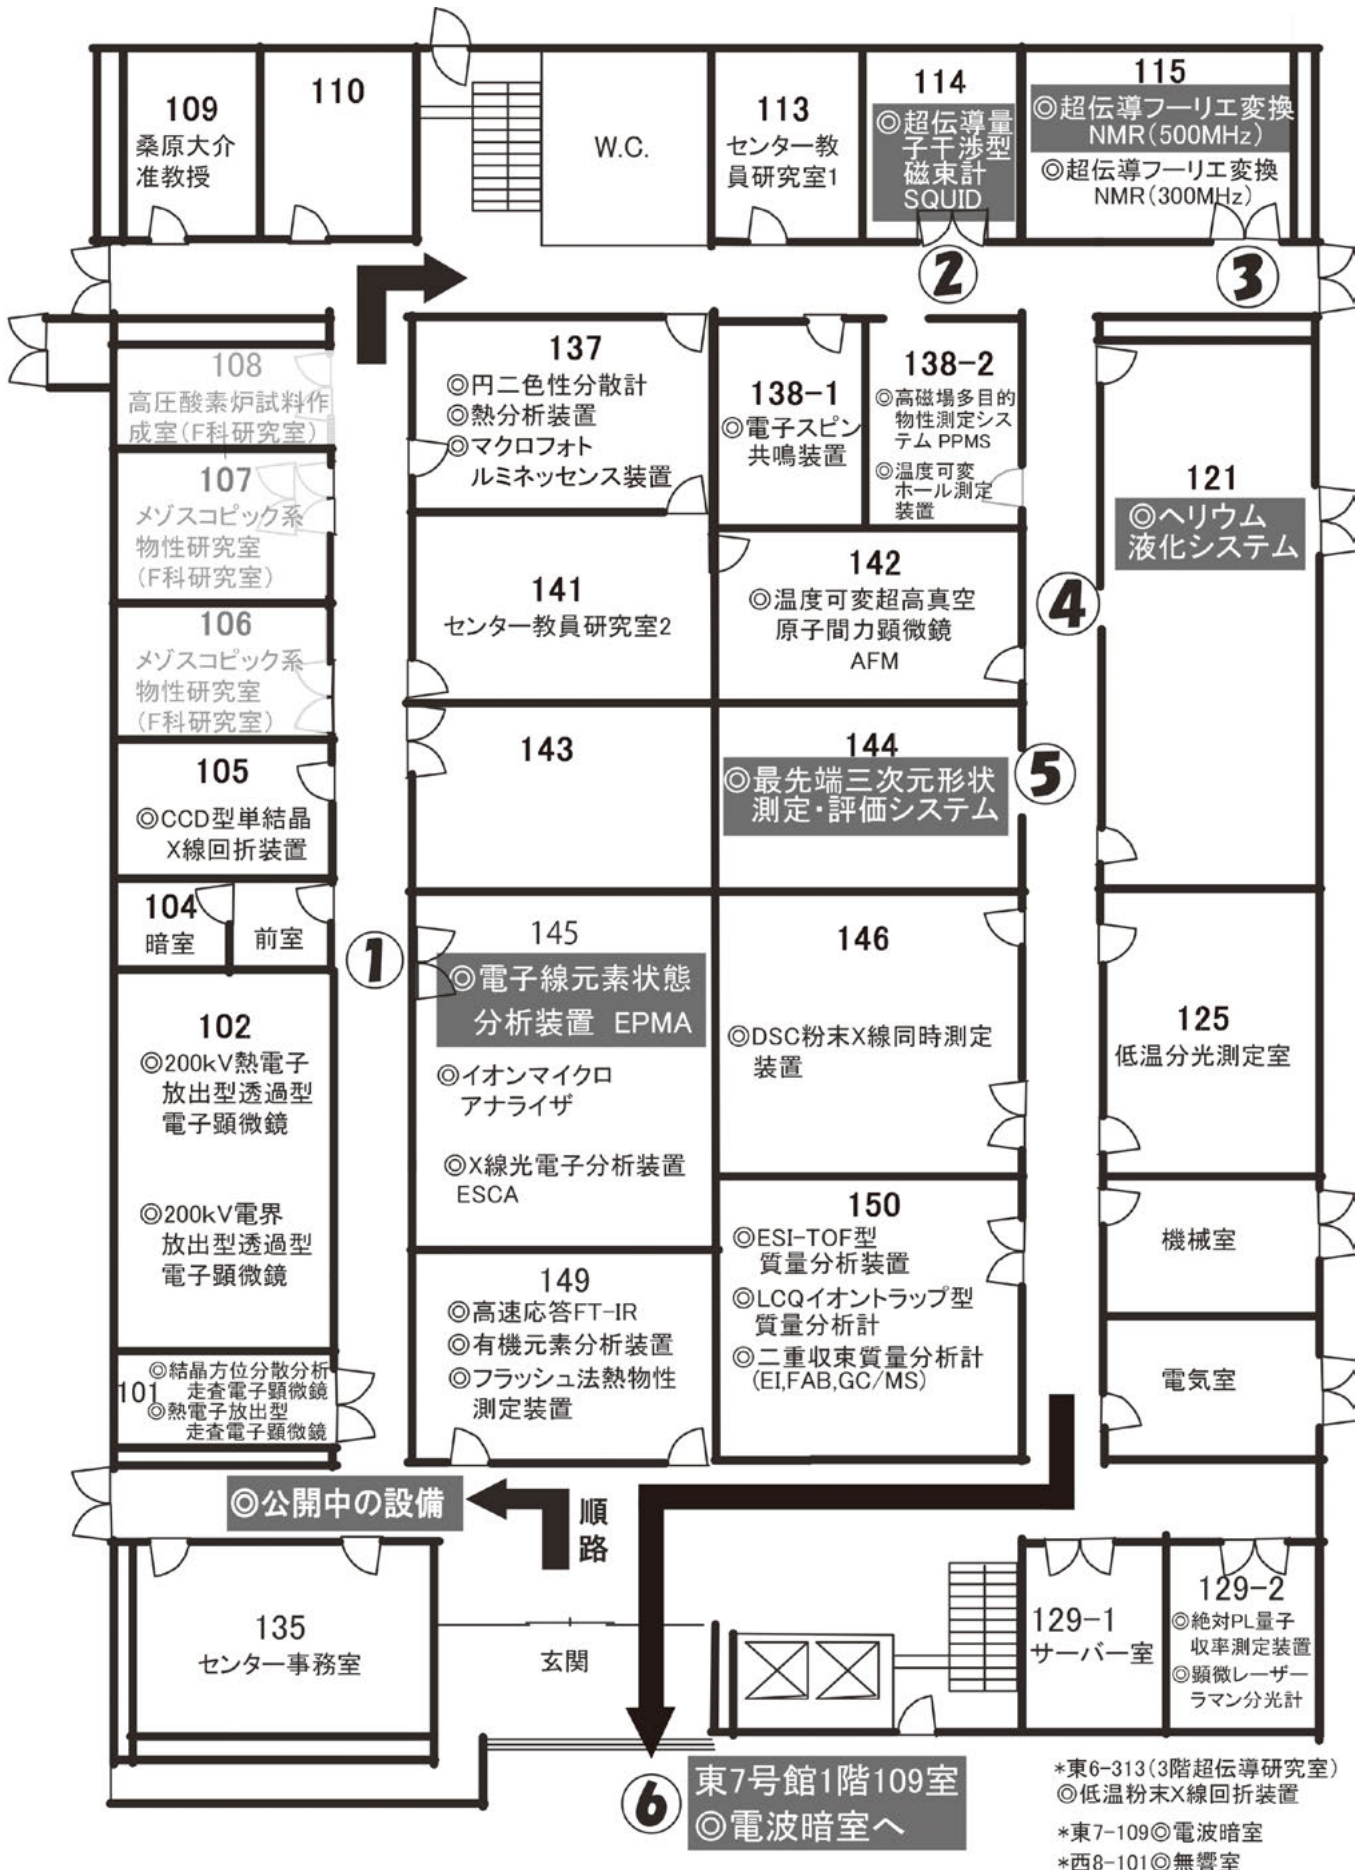 109
桑原大介
准教授
110
W.C.
113
センター教
員研究室1
114
◎超伝導量
子干渉型
磁束計
SQUID
115
◎超伝導フーリエ変換
NMR(500MHz)
◎超伝導フーリエ変換
NMR(300MHz)
②
③
108
高圧酸素炉試料作
成室(F科研究室)
107
メゾスコピック系
物性研究室
(F科研究室)
106
メゾスコピック系
物性研究室
(F科研究室)
105
◎CCD型単結晶
X線回折装置
104
暗室
前室
①
102
◎200kV熱電子
放出型透過型
電子顕微鏡
◎200kV電界
放出型透過型
電子顕微鏡
101
◎結晶方位分散分析
走査電子顕微鏡
◎熱電子放出型
走査電子顕微鏡
137
◎円二色性分散計
◎熱分析装置
◎マクロフォト
ルミネッセンス装置
138-1
◎電子スピン
共鳴装置
138-2
◎高磁場多目的
物性測定シス
テム PPMS
◎温度可変
ホール測定
装置
121
◎ヘリウム
液化システム
141
センター教員研究室2
142
◎温度可変超高真空
原子間力顕微鏡
AFM
④
143
144
◎最先端三次元形状
測定・評価システム
⑤
145
◎電子線元素状態
分析装置 EPMA
◎イオンマイクロ
アナライザ
◎X線光電子分析装置
ESCA
146
◎DSC粉末X線同時測定
装置
125
低温分光測定室
149
◎高速応答FT-IR
◎有機元素分析装置
◎フラッシュ法熱物性
測定装置
150
◎ESI-TOF型
質量分析装置
◎LCQイオントラップ型
質量分析計
◎二重収束質量分析計
(EI,FAB,GC/MS)
機械室
電気室
◎公開中の設備
順路
135
センター事務室
玄関
129-1
サーバー室
129-2
◎絶対PL量子
収率測定装置
◎顕微レーザー
ラマン分光計
⑥
東7号館1階109室
◎電波暗室へ
*東6-313(3階超伝導研究室)
◎低温粉末X線回折装置
*東7-109◎電波暗室
*西8-101◎無響室